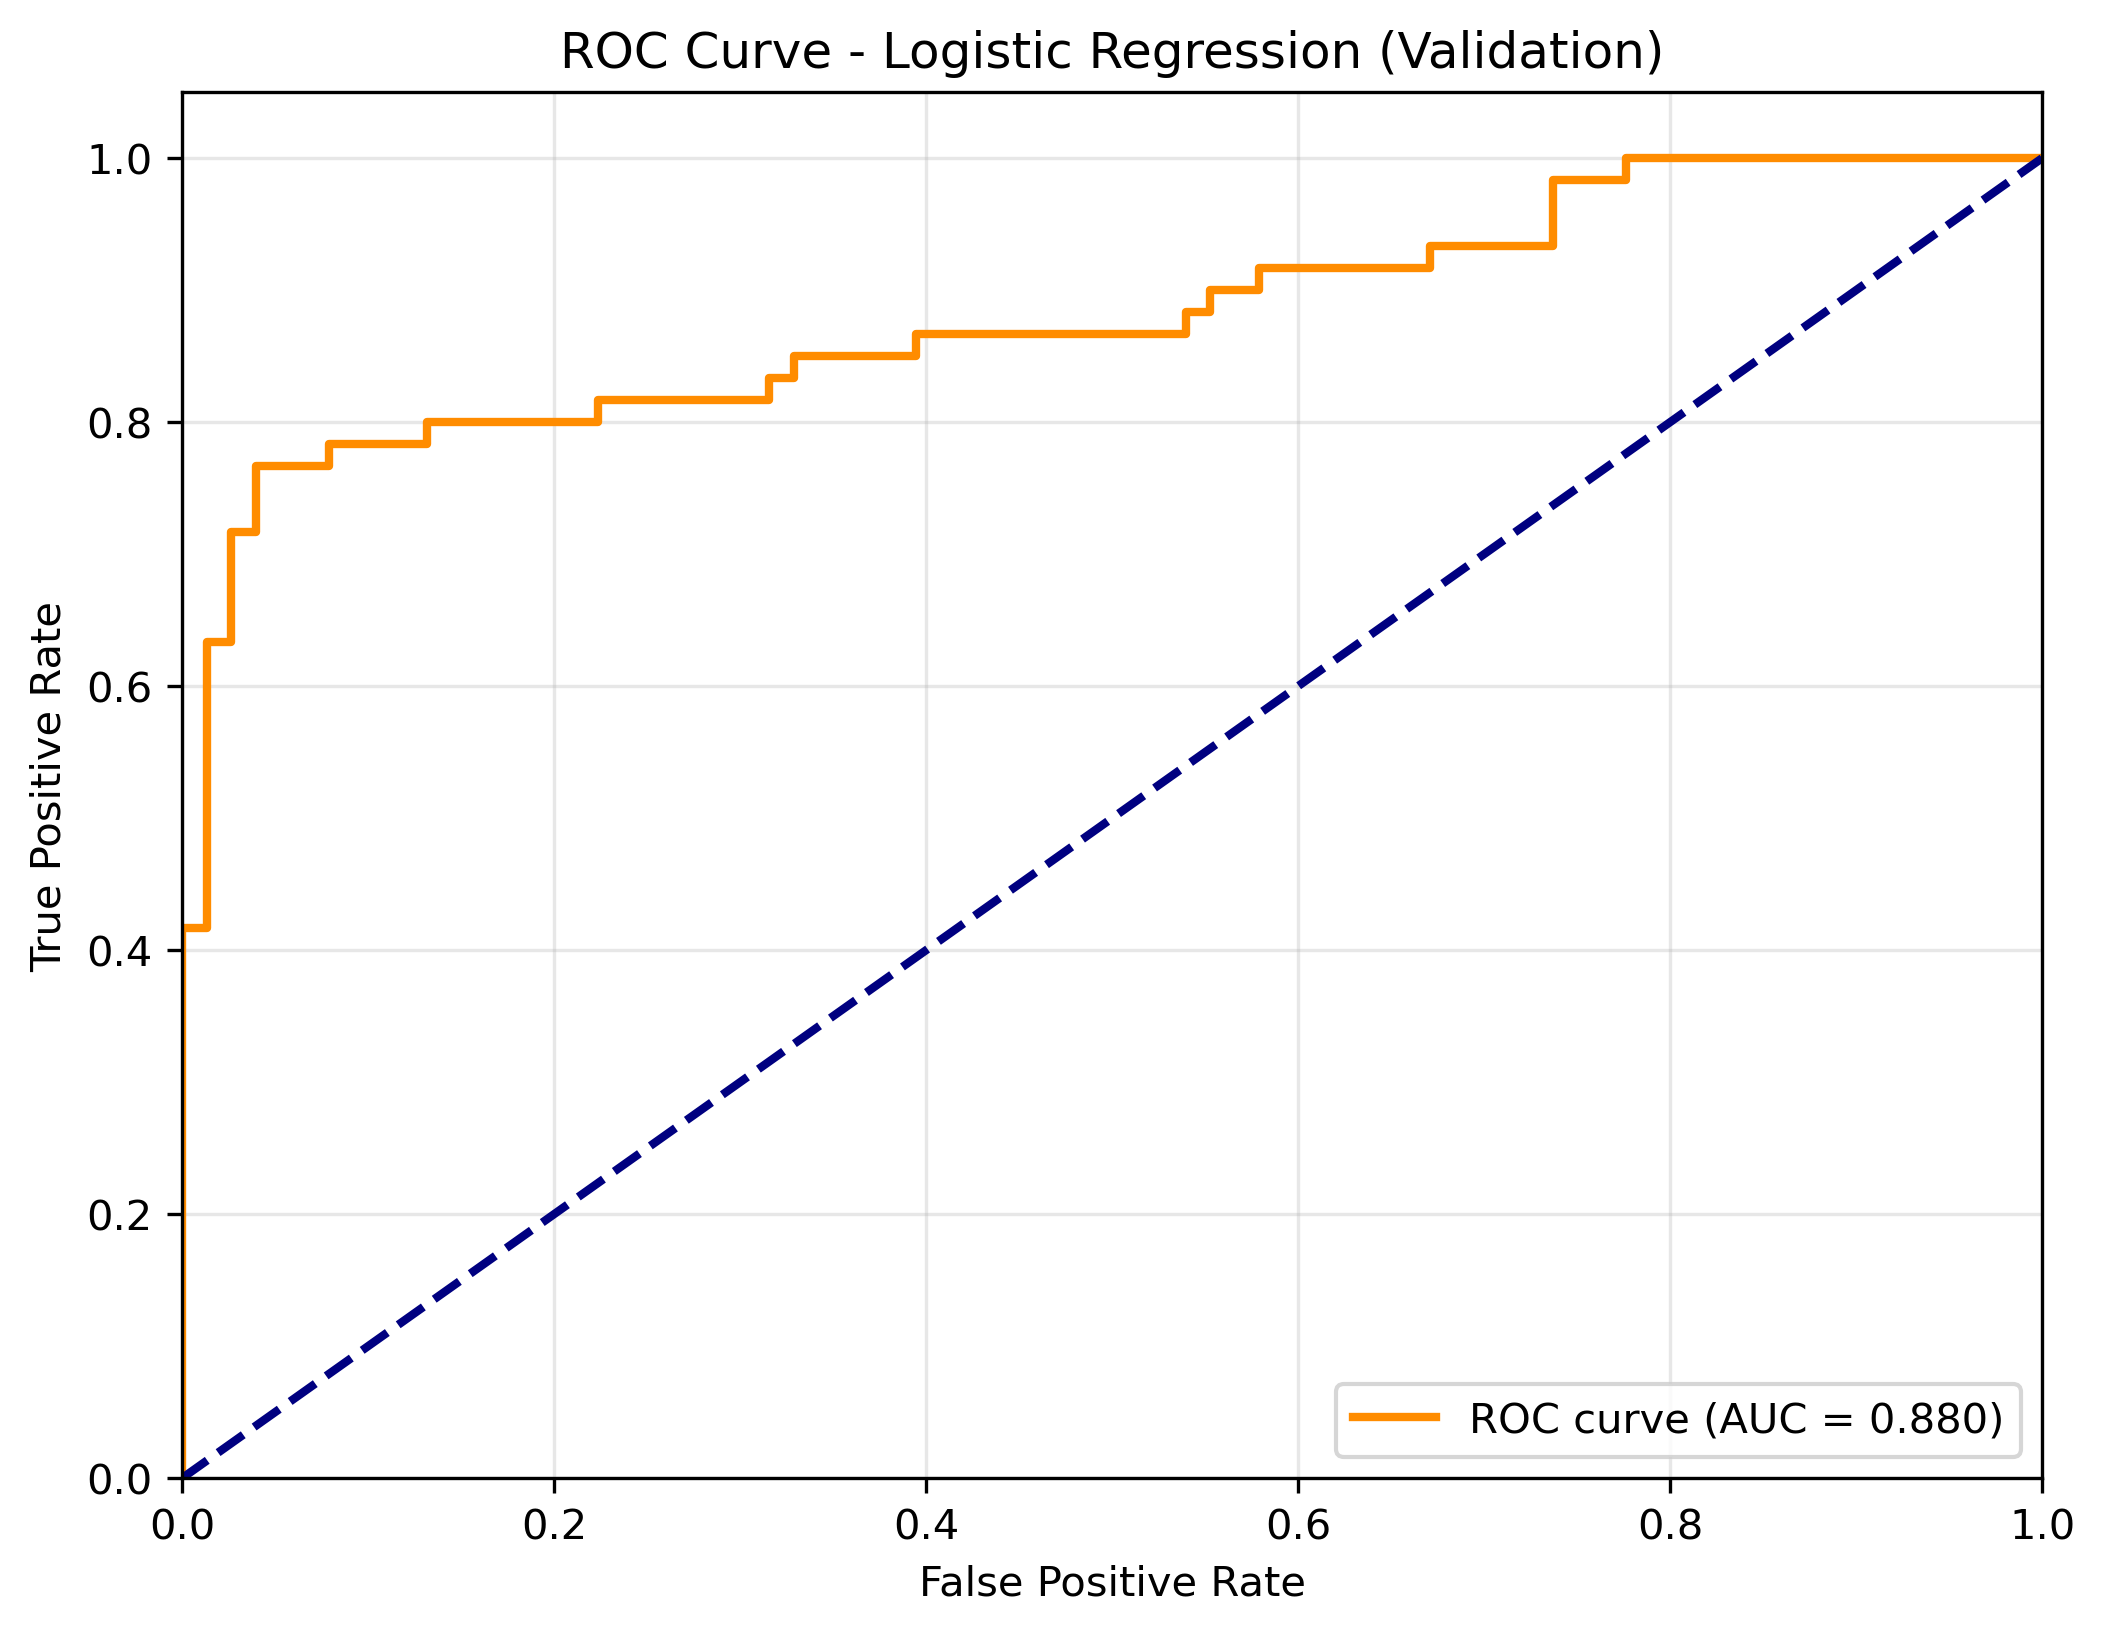 ROC Curve - Logistic Regression (Validation)
1.0
0.8
0.6
0.4
0.2
0.0
True Positive Rate
0.0 0.2 0.4 0.6 0.8 1.0
False Positive Rate
ROC curve (AUC = 0.880)